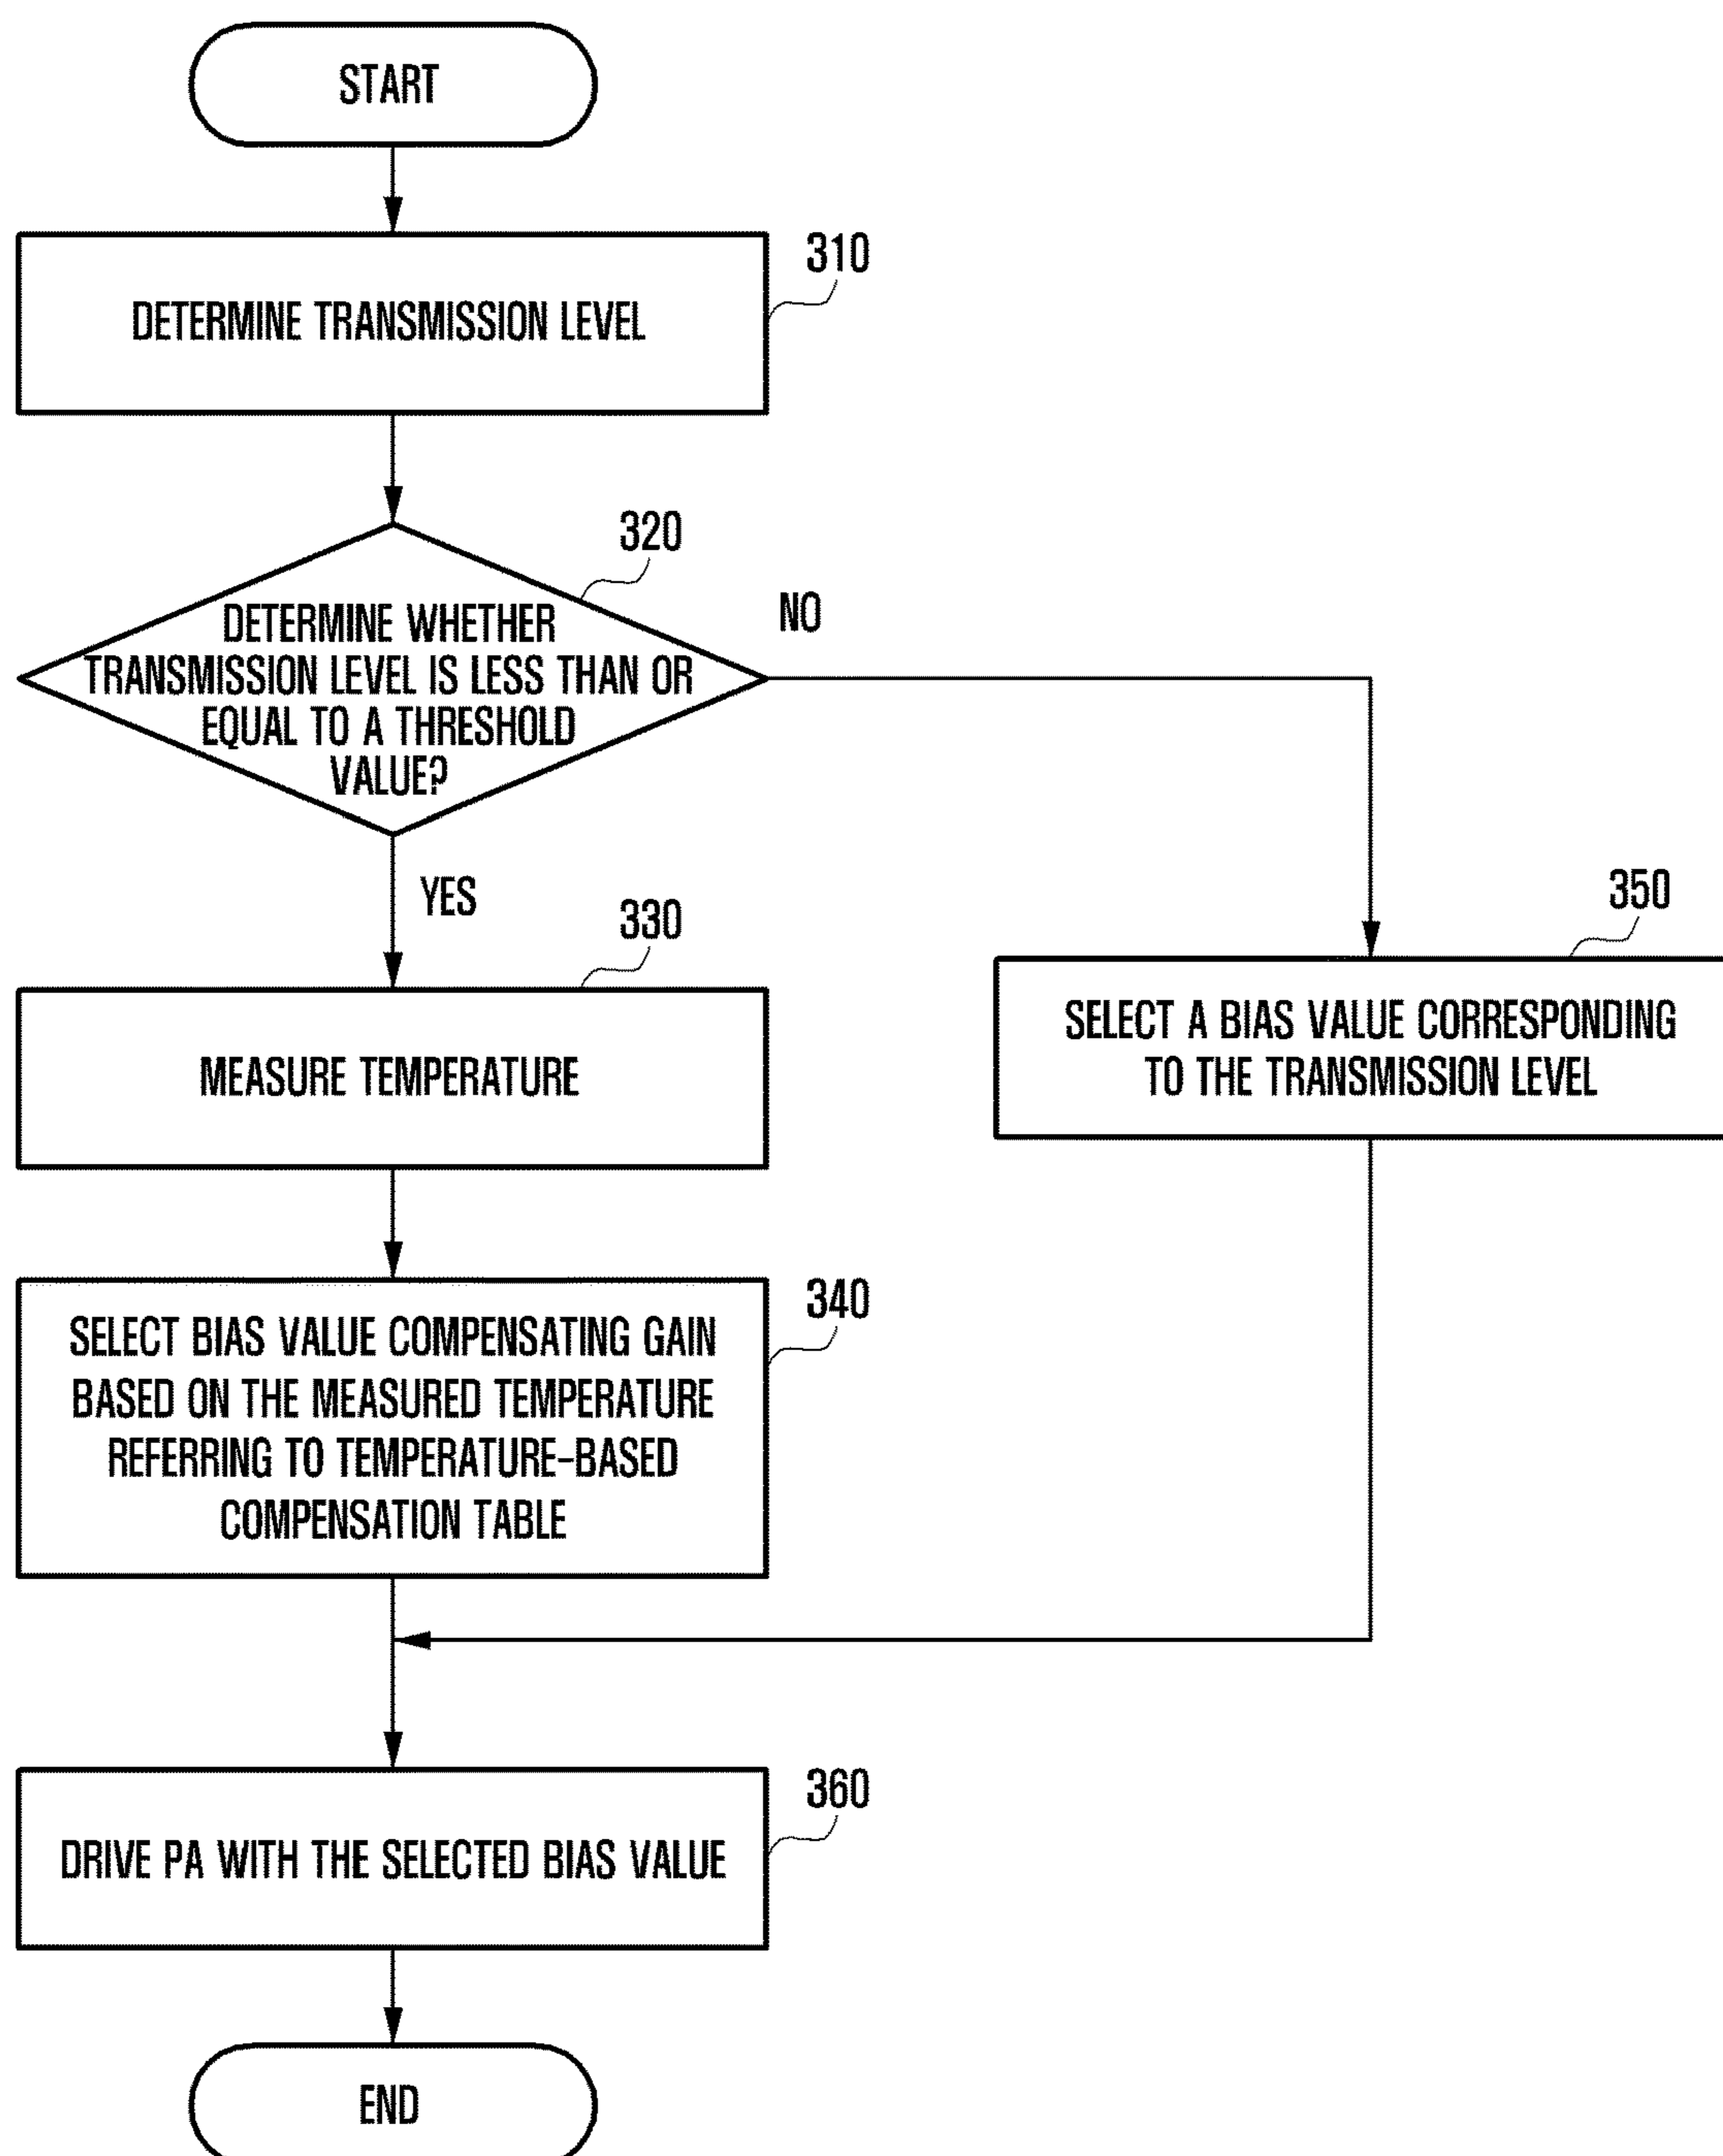 START
310
DETERMINE TRANSMISSION LEVEL
320
DETERMINE WHETHER
TRANSMISSION LEVEL IS LESS THAN OR
EQUAL TO A THRESHOLD
VALUE?
NO
YES
330
MEASURE TEMPERATURE
350
SELECT A BIAS VALUE CORRESPONDING
TO THE TRANSMISSION LEVEL
340
SELECT BIAS VALUE COMPENSATING GAIN
BASED ON THE MEASURED TEMPERATURE
REFERRING TO TEMPERATURE-BASED
COMPENSATION TABLE
360
DRIVE PA WITH THE SELECTED BIAS VALUE
END